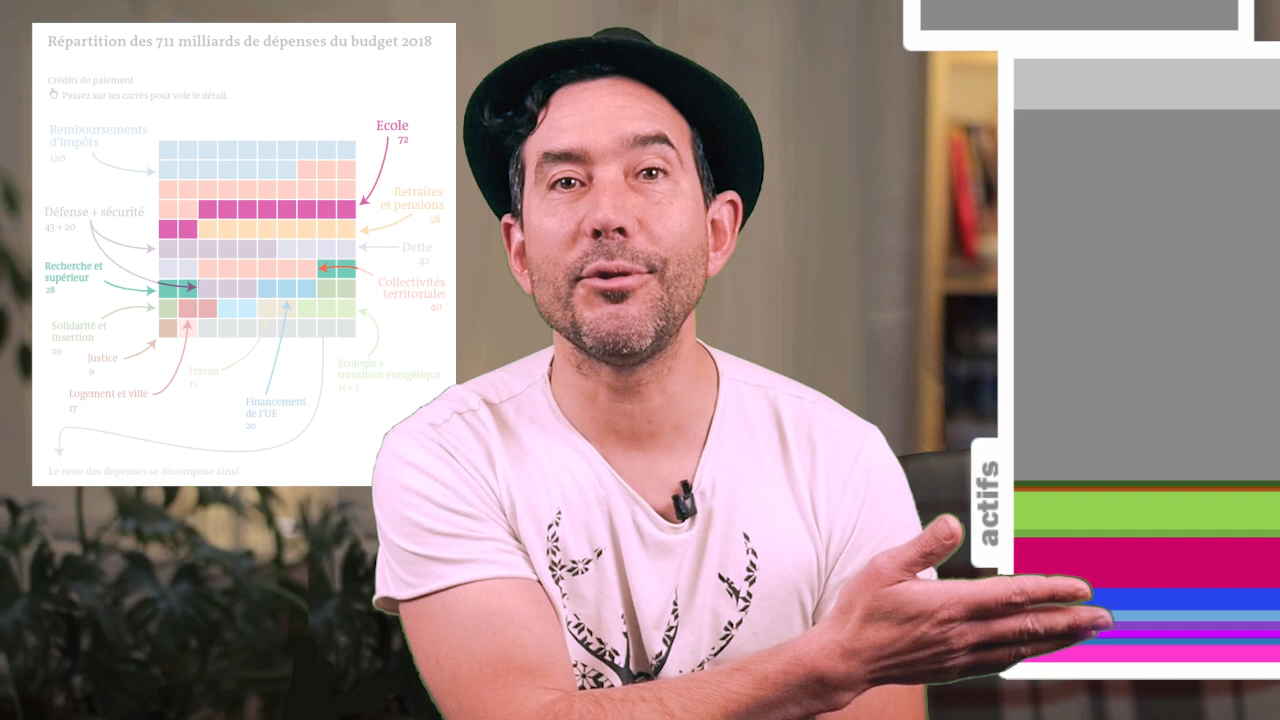 Répartition des 711 milliards de dépenses du budget 2018
Crédits de paiement
Passez sur les carrés pour voir le détail.
Ecole
72
Remboursements
d'impôts
120
Retraites
et pensions
58
Défense + sécurité
43 + 20
Dette
42
Recherche et
supérieur
28
Collectivités
territoriales
40
Solidarité et
insertion
20
Justice
9
Travail
15
Ecologie +
transition énergétique
11 + 7
Logement et ville
17
Financement
de l'UE
20
Le reste des dépenses se décompose ainsi :
actifs